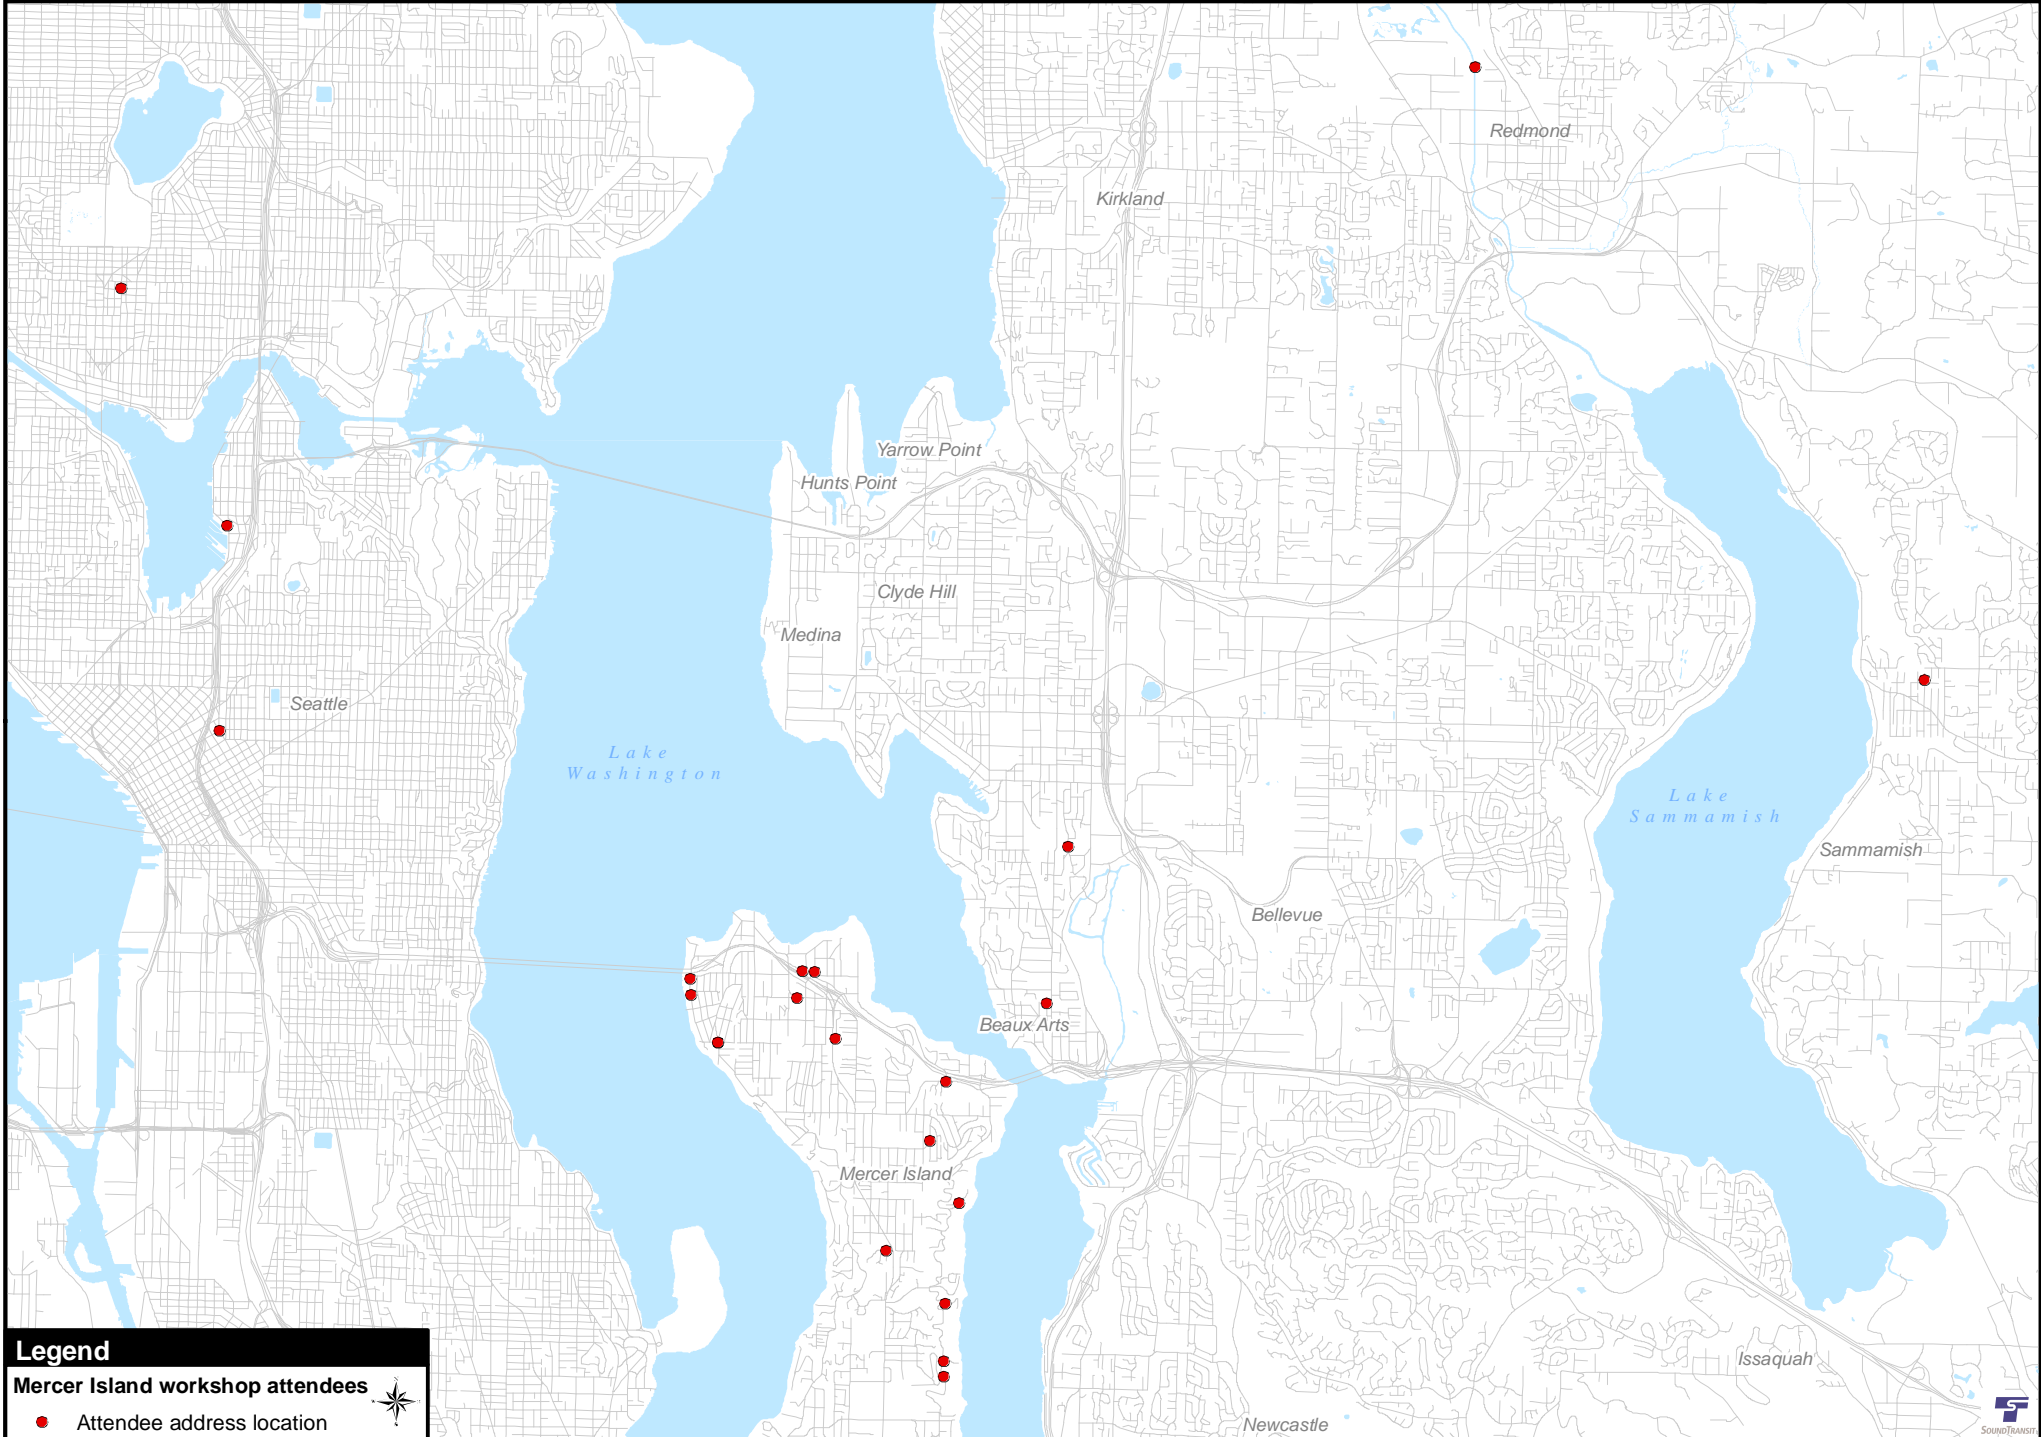 Redmond
Kirkland
Yarrow Point
Hunts Point
Clyde Hill
Medina
Seattle
Lake
Washington
Lake
Sammamish
Sammamish
Bellevue
Beaux Arts
Mercer Island
Issaquah
Newcastle
Legend
Mercer Island workshop attendees
Attendee address location
SOUNDTRANSIT